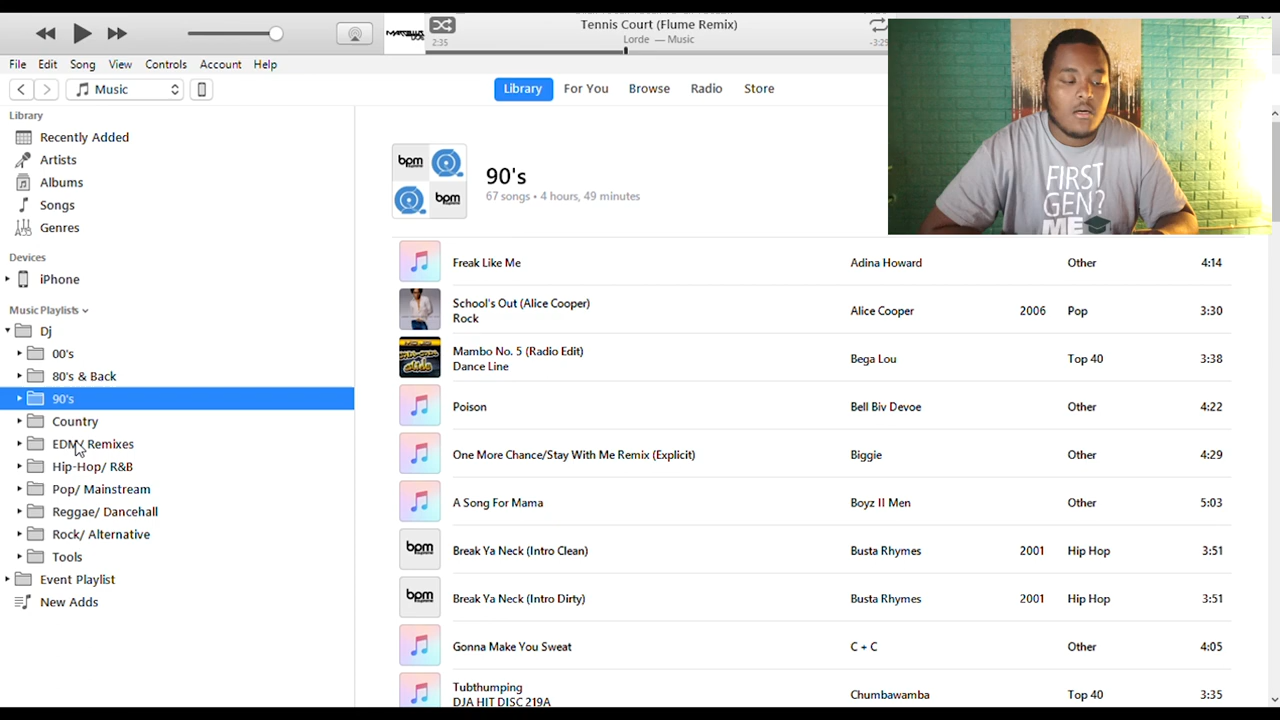 Tennis Court (Flume Remix)
Lorde — Music
2:35
-3:25
File Edit Song View Controls Account Help
Music
Library For You Browse Radio Store
Library
Recently Added
Artists
Albums
Songs
Genres
Devices
iPhone
Music Playlists
Dj
00's
80's & Back
90's
Country
EDM/ Remixes
Hip-Hop/ R&B
Pop/ Mainstream
Reggae/ Dancehall
Rock/ Alternative
Tools
Event Playlist
New Adds
bpm
bpm
90's
67 songs • 4 hours, 49 minutes
FIRST
GEN?
ME
Freak Like Me Adina Howard Other 4:14
School's Out (Alice Cooper)
Rock
Alice Cooper 2006 Pop 3:30
Mambo No. 5 (Radio Edit)
Dance Line
Bega Lou Top 40 3:38
Poison Bell Biv Devoe Other 4:22
One More Chance/Stay With Me Remix (Explicit) Biggie Other 4:29
A Song For Mama Boyz II Men Other 5:03
bpm
Break Ya Neck (Intro Clean) Busta Rhymes 2001 Hip Hop 3:51
bpm
Break Ya Neck (Intro Dirty) Busta Rhymes 2001 Hip Hop 3:51
Gonna Make You Sweat C + C Other 4:05
Tubthumping
DJA HIT DISC 219A
Chumbawamba Top 40 3:35